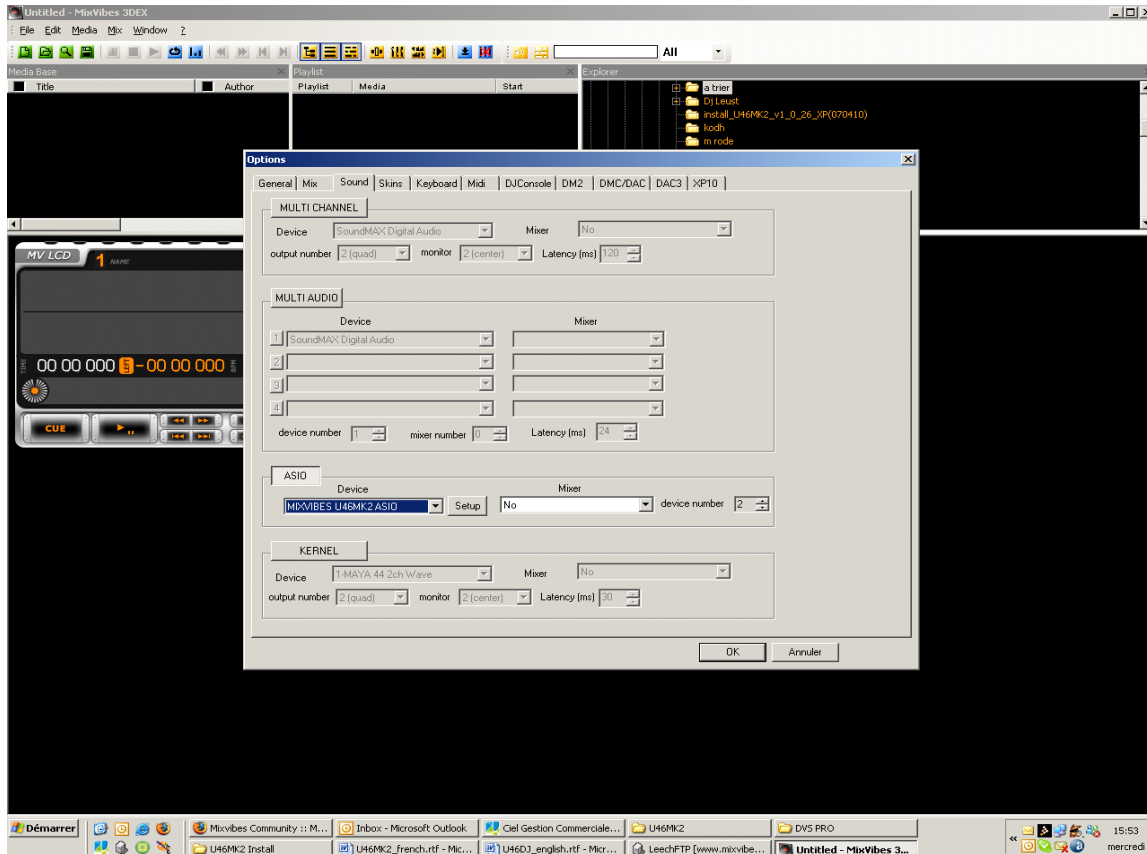 Untitled - MixVibes 3DEX
File Edit Media Mix Window ?
All
Media Base Playlist Explorer
Title Author Playlist Media Start
a trier
Dj Leust
install_U46MK2_v1_0_26_XP(070410)
kodh
m rode
Options
General Mix Sound Skins Keyboard Midi DJConsole DM2 DMC/DAC DAC3 XP10
MULTI CHANNEL
Device SoundMAX Digital Audio Mixer No
output number 2 (quad) monitor 2 (center) Latency (ms) 120
MULTI AUDIO
Device Mixer
1 SoundMAX Digital Audio
2
3
4
device number 1 mixer number 0 Latency (ms) 24
ASIO
Device Mixer
MIXVIBES U46MK2 ASIO Setup No device number 2
KERNEL
Device 1-MAYA 44 2ch Wave Mixer No
output number 2 (quad) monitor 2 (center) Latency (ms) 30
OK Annuler
MV LCD 1 NAME
TIME 00 00 000 LEFT -00 00 000 BPM
CUE
Démarrer Mixvibes Community :: M... Inbox - Microsoft Outlook Ciel Gestion Commerciale... U46MK2 DVS PRO 15:53
U46MK2 Install U46MK2_french.rtf - Mic... U46DJ_english.rtf - Micr... LeechFTP [www.mixvibe... Untitled - MixVibes 3... mercredi